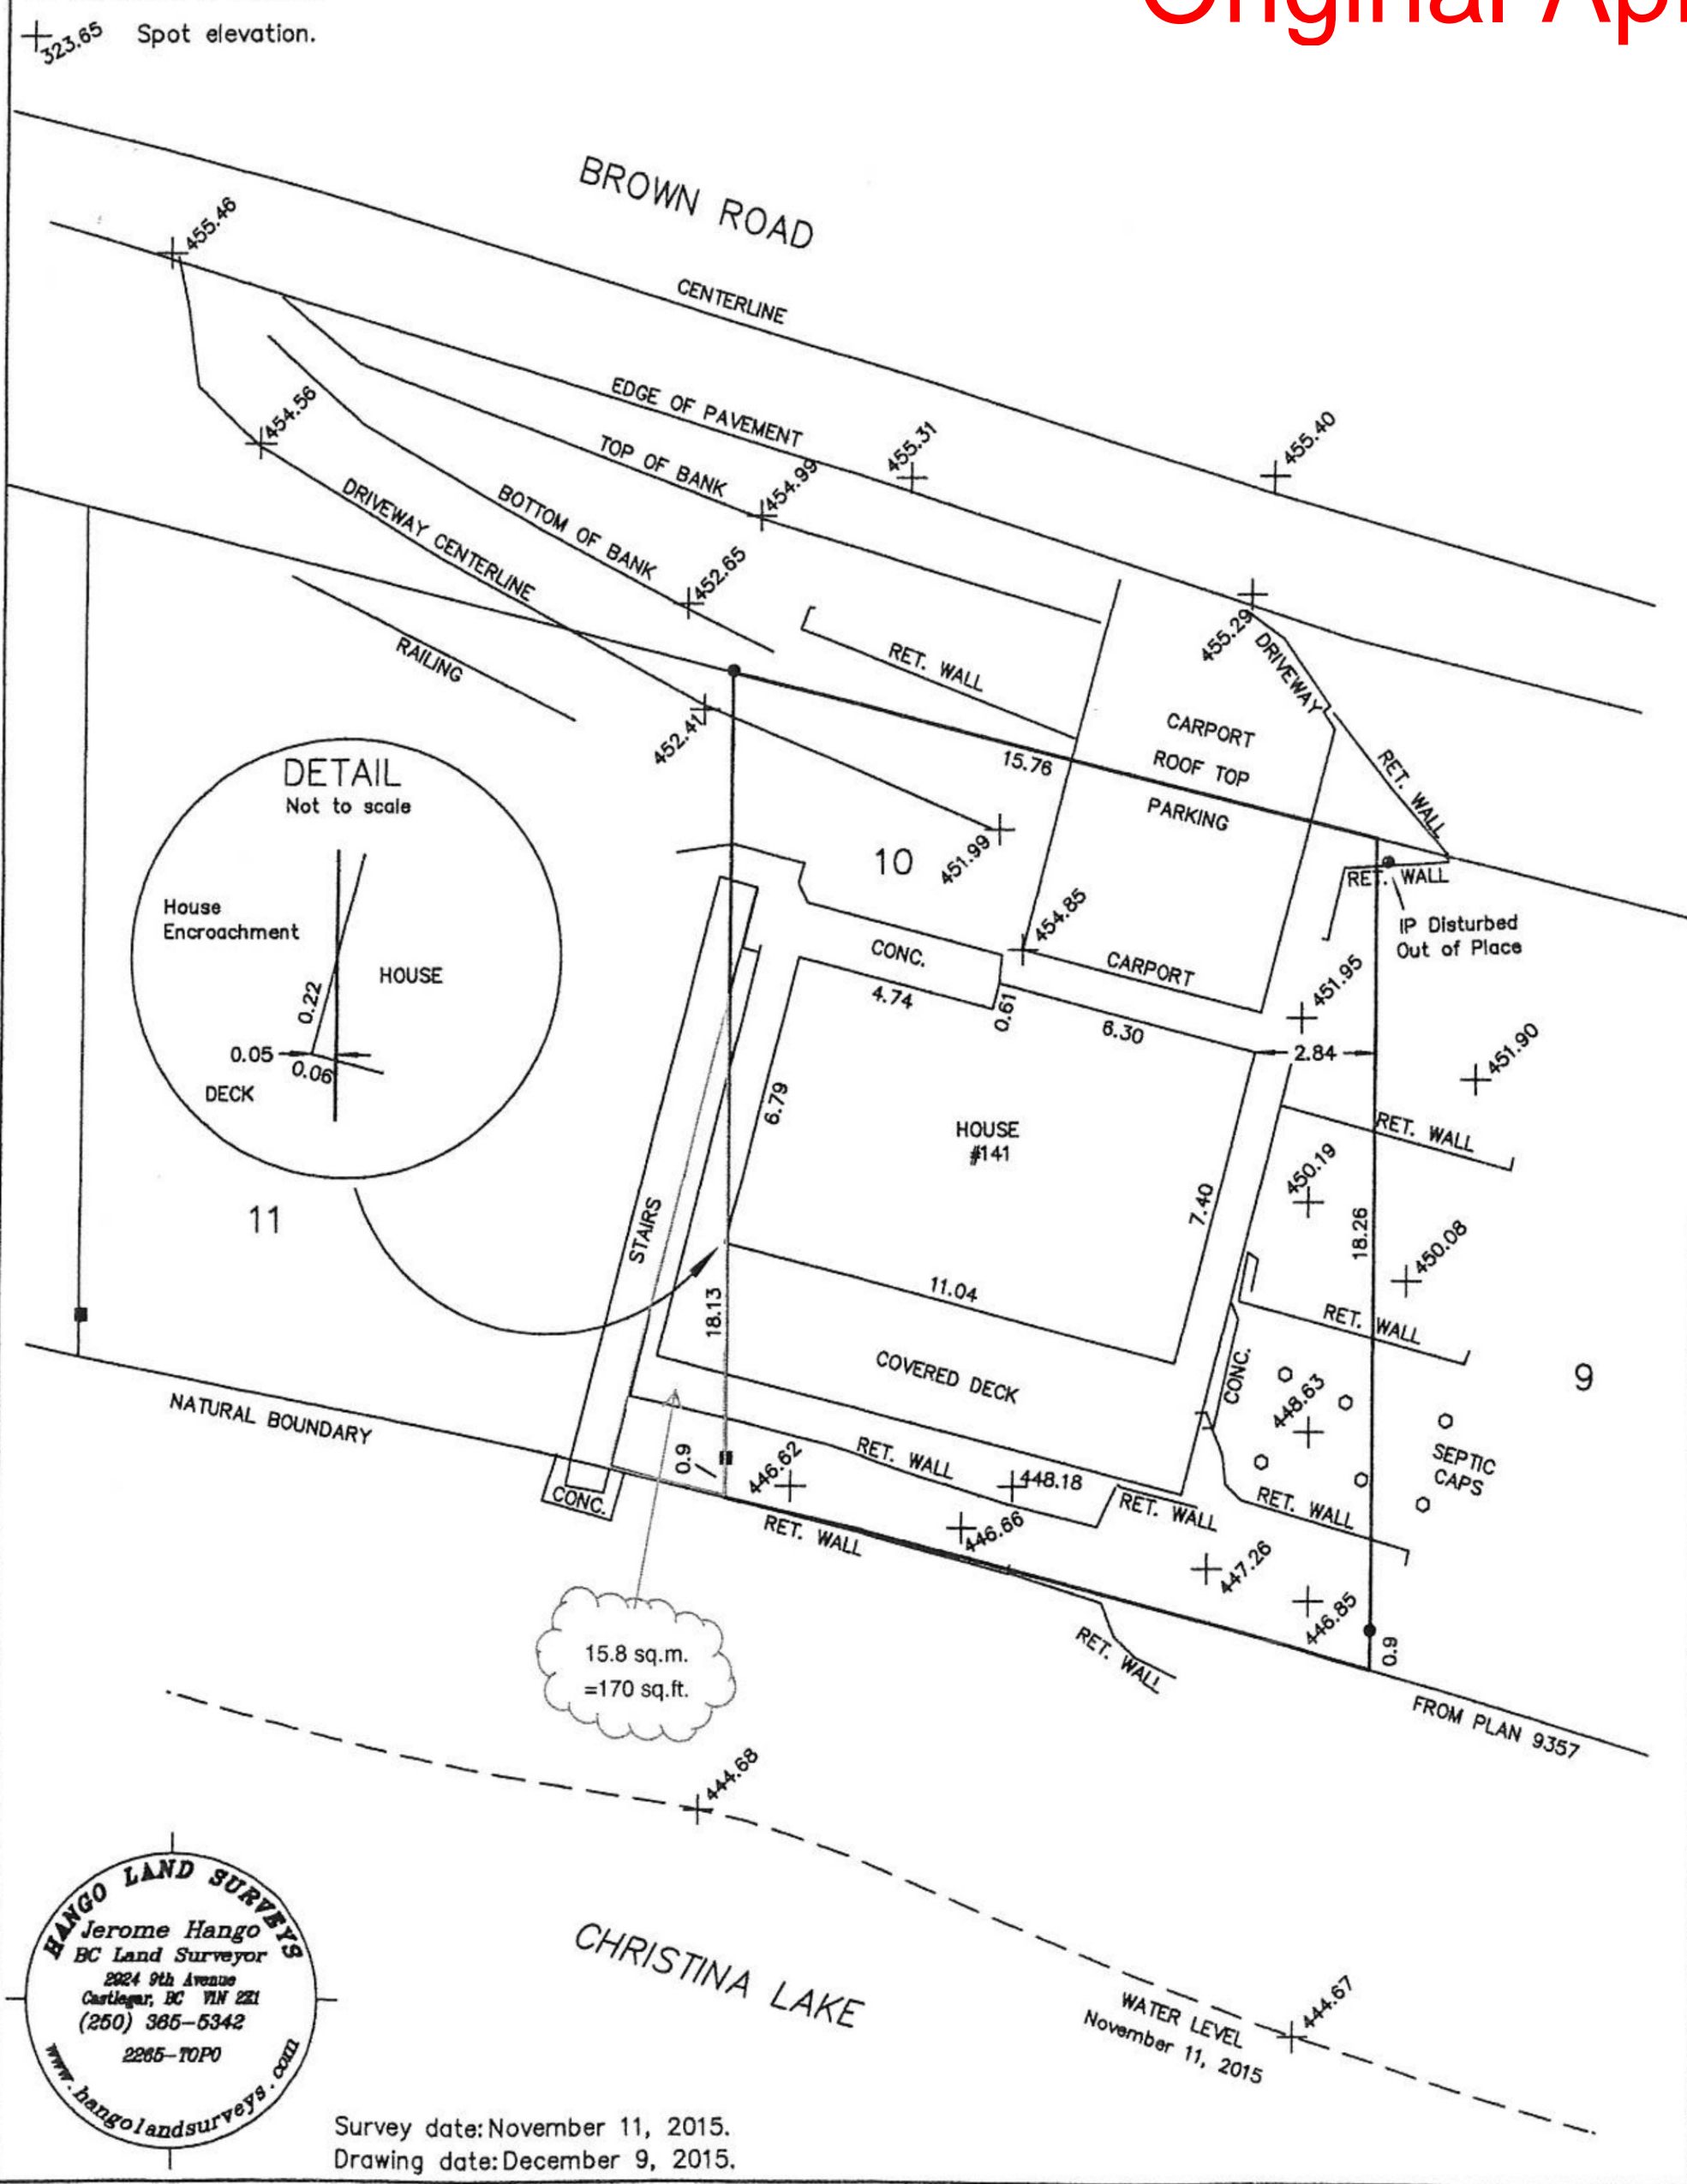 Original Ap
323.65 Spot elevation.
BROWN ROAD
455.46
CENTERLINE
454.56
EDGE OF PAVEMENT
455.31
455.40
TOP OF BANK
454.99
DRIVEWAY CENTERLINE
BOTTOM OF BANK
452.65
455.29
DRIVEWAY
RAILING
RET. WALL
452.41
CARPORT
ROOF TOP
PARKING
15.76
RET. WALL
DETAIL
Not to scale
10
451.99
RET. WALL
IP Disturbed
Out of Place
House
Encroachment
HOUSE
0.22
0.05
0.06
DECK
CONC.
454.85
CARPORT
451.95
4.74
0.61
6.30
2.84
451.90
6.79
HOUSE
#141
RET. WALL
450.19
7.40
18.26
450.08
11
STAIRS
18.13
11.04
RET. WALL
COVERED DECK
CONC.
9
448.63
NATURAL BOUNDARY
0.9
446.62
RET. WALL
448.18
SEPTIC
CAPS
CONC.
RET. WALL
446.66
RET. WALL
RET. WALL
447.26
446.85
0.9
RET. WALL
15.8 sq.m.
=170 sq.ft.
FROM PLAN 9357
444.68
CHRISTINA LAKE
444.67
WATER LEVEL
November 11, 2015
HANGO LAND SURVEYS
Jerome Hango
BC Land Surveyor
2924 9th Avenue
Castlegar, BC V1N 2Z1
(250) 365-5342
2265-TOPO
www.hangolandsurveys.com
Survey date: November 11, 2015.
Drawing date: December 9, 2015.